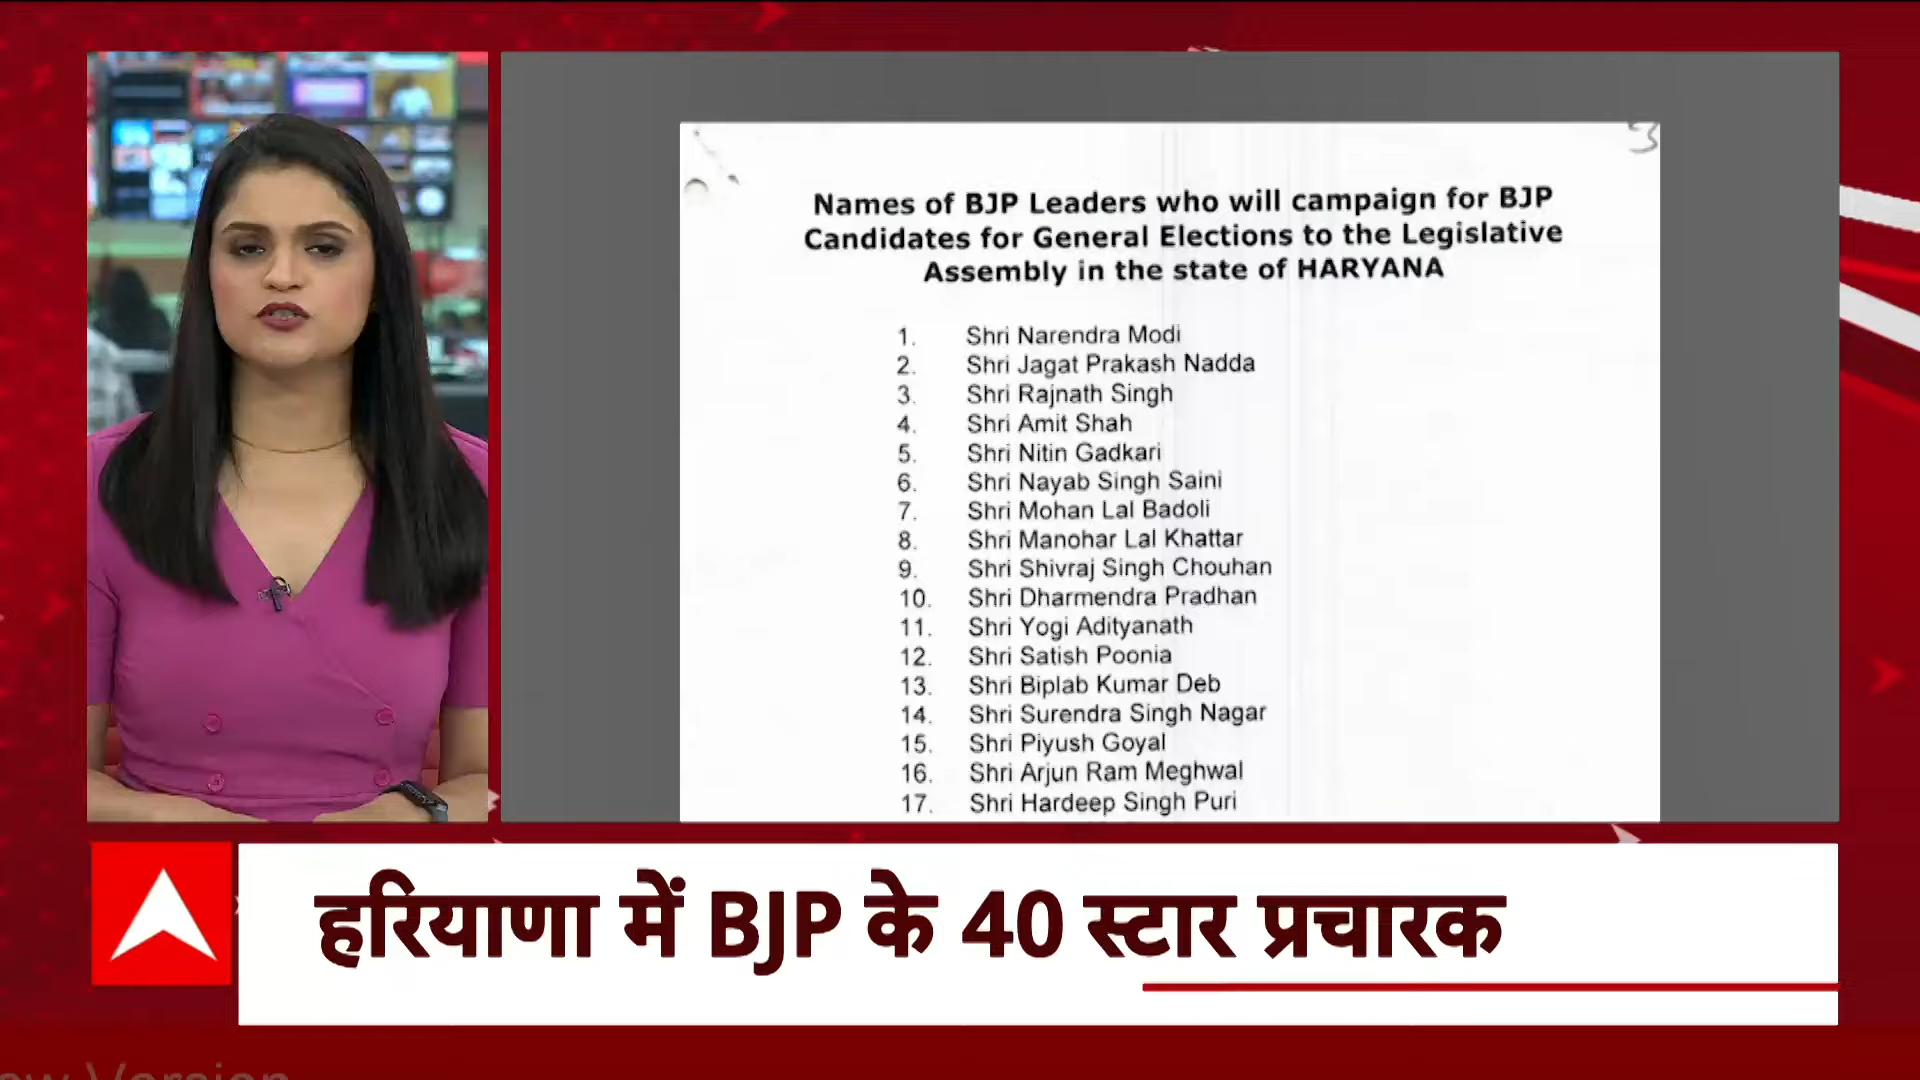 3
Names of BJP Leaders who will campaign for BJP
Candidates for General Elections to the Legislative
Assembly in the state of HARYANA
1. Shri Narendra Modi
2. Shri Jagat Prakash Nadda
3. Shri Rajnath Singh
4. Shri Amit Shah
5. Shri Nitin Gadkari
6. Shri Nayab Singh Saini
7. Shri Mohan Lal Badoli
8. Shri Manohar Lal Khattar
9. Shri Shivraj Singh Chouhan
10. Shri Dharmendra Pradhan
11. Shri Yogi Adityanath
12. Shri Satish Poonia
13. Shri Biplab Kumar Deb
14. Shri Surendra Singh Nagar
15. Shri Piyush Goyal
16. Shri Arjun Ram Meghwal
17. Shri Hardeep Singh Puri
हरियाणा में BJP के 40 स्टार प्रचारक